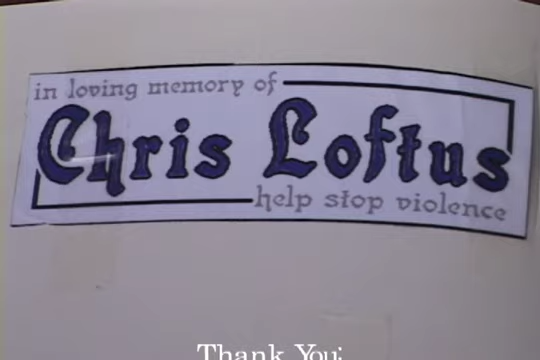 in loving memory of
Chris Loftus
help stop violence
Thank You: